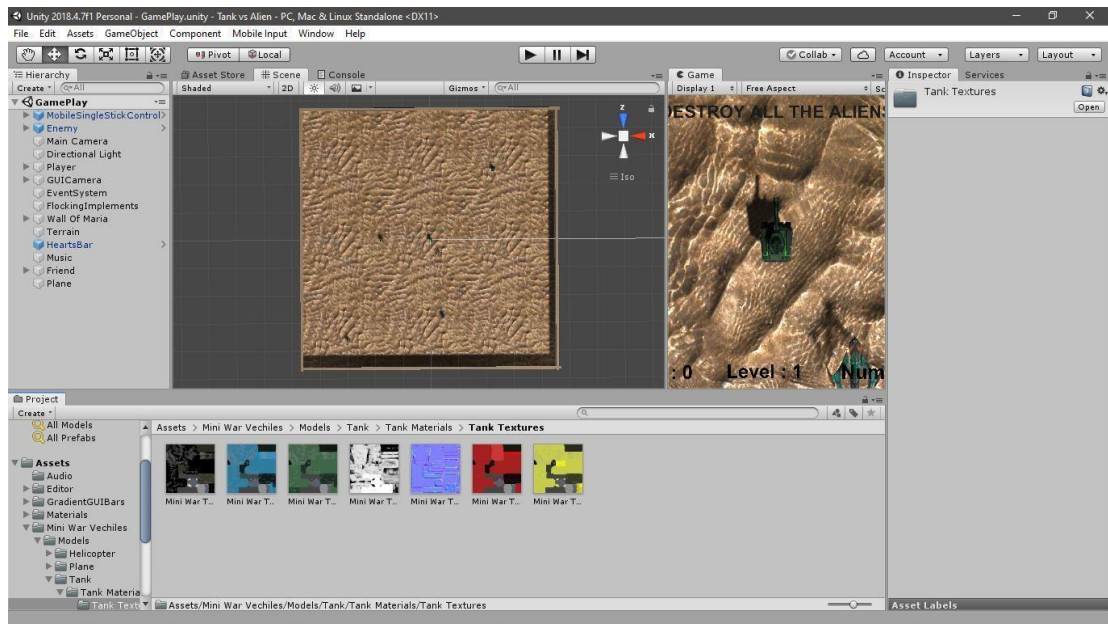 Unity 2018.4.7f1 Personal - GamePlay.unity - Tank vs Alien - PC, Mac & Linux Standalone <DX11>
File Edit Assets GameObject Component Mobile Input Window Help
Pivot Local Collab Account Layers Layout
Hierarchy Asset Store Scene Console Game Inspector Services
Create All Shaded 2D Gizmos All Display 1 Free Aspect Sc
Tank Textures
Open
GamePlay
MobileSingleStickControl
Enemy
Main Camera
Directional Light
Player
GUICamera
EventSystem
FlockingImplements
Wall Of Maria
Terrain
HeartsBar
Music
Friend
Plane
z
x
Iso
DESTROY ALL THE ALIENS
: 0 Level : 1 Num
Project
Create
All Models
All Prefabs
Assets
Audio
Editor
GradientGUIBars
Materials
Mini War Vechiles
Models
Helicopter
Plane
Tank
Tank Materia
Tank Text
Assets > Mini War Vechiles > Models > Tank > Tank Materials > Tank Textures
Mini War T... Mini War T... Mini War T... Mini War T... Mini War T... Mini War T... Mini War T...
Assets/Mini War Vechiles/Models/Tank/Tank Materials/Tank Textures
Asset Labels